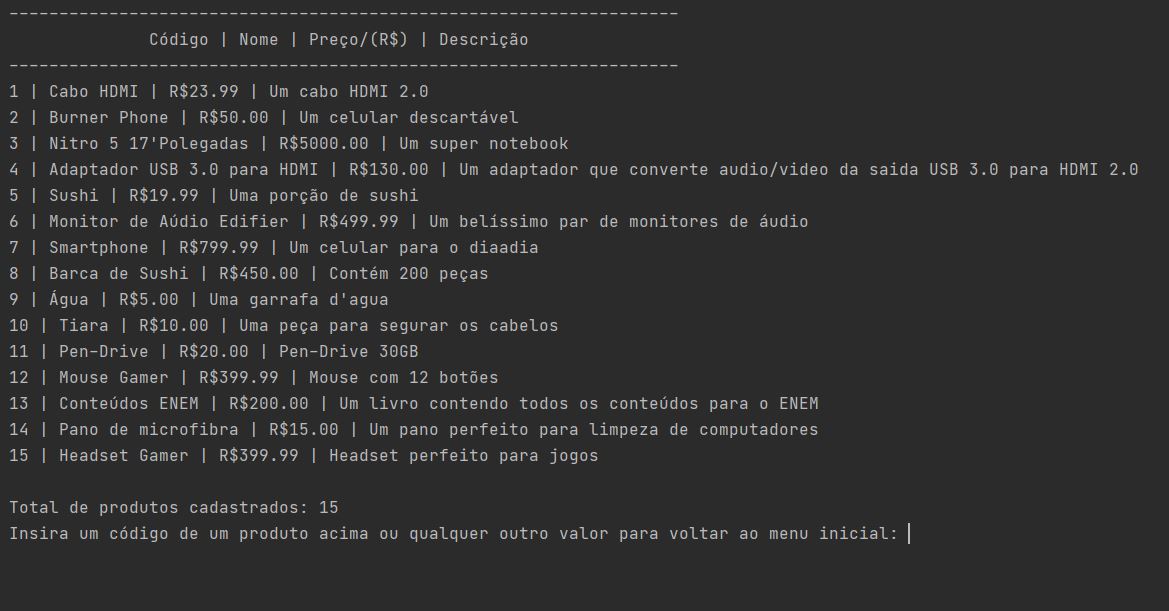 -------------------------------------------------------------------
Código | Nome | Preço/(R$) | Descrição
-------------------------------------------------------------------
1 | Cabo HDMI | R$23.99 | Um cabo HDMI 2.0
2 | Burner Phone | R$50.00 | Um celular descartável
3 | Nitro 5 17'Polegadas | R$5000.00 | Um super notebook
4 | Adaptador USB 3.0 para HDMI | R$130.00 | Um adaptador que converte audio/video da saida USB 3.0 para HDMI 2.0
5 | Sushi | R$19.99 | Uma porção de sushi
6 | Monitor de Aúdio Edifier | R$499.99 | Um belíssimo par de monitores de áudio
7 | Smartphone | R$799.99 | Um celular para o diaadia
8 | Barca de Sushi | R$450.00 | Contém 200 peças
9 | Água | R$5.00 | Uma garrafa d'agua
10 | Tiara | R$10.00 | Uma peça para segurar os cabelos
11 | Pen-Drive | R$20.00 | Pen-Drive 30GB
12 | Mouse Gamer | R$399.99 | Mouse com 12 botões
13 | Conteúdos ENEM | R$200.00 | Um livro contendo todos os conteúdos para o ENEM
14 | Pano de microfibra | R$15.00 | Um pano perfeito para limpeza de computadores
15 | Headset Gamer | R$399.99 | Headset perfeito para jogos
Total de produtos cadastrados: 15
Insira um código de um produto acima ou qualquer outro valor para voltar ao menu inicial: